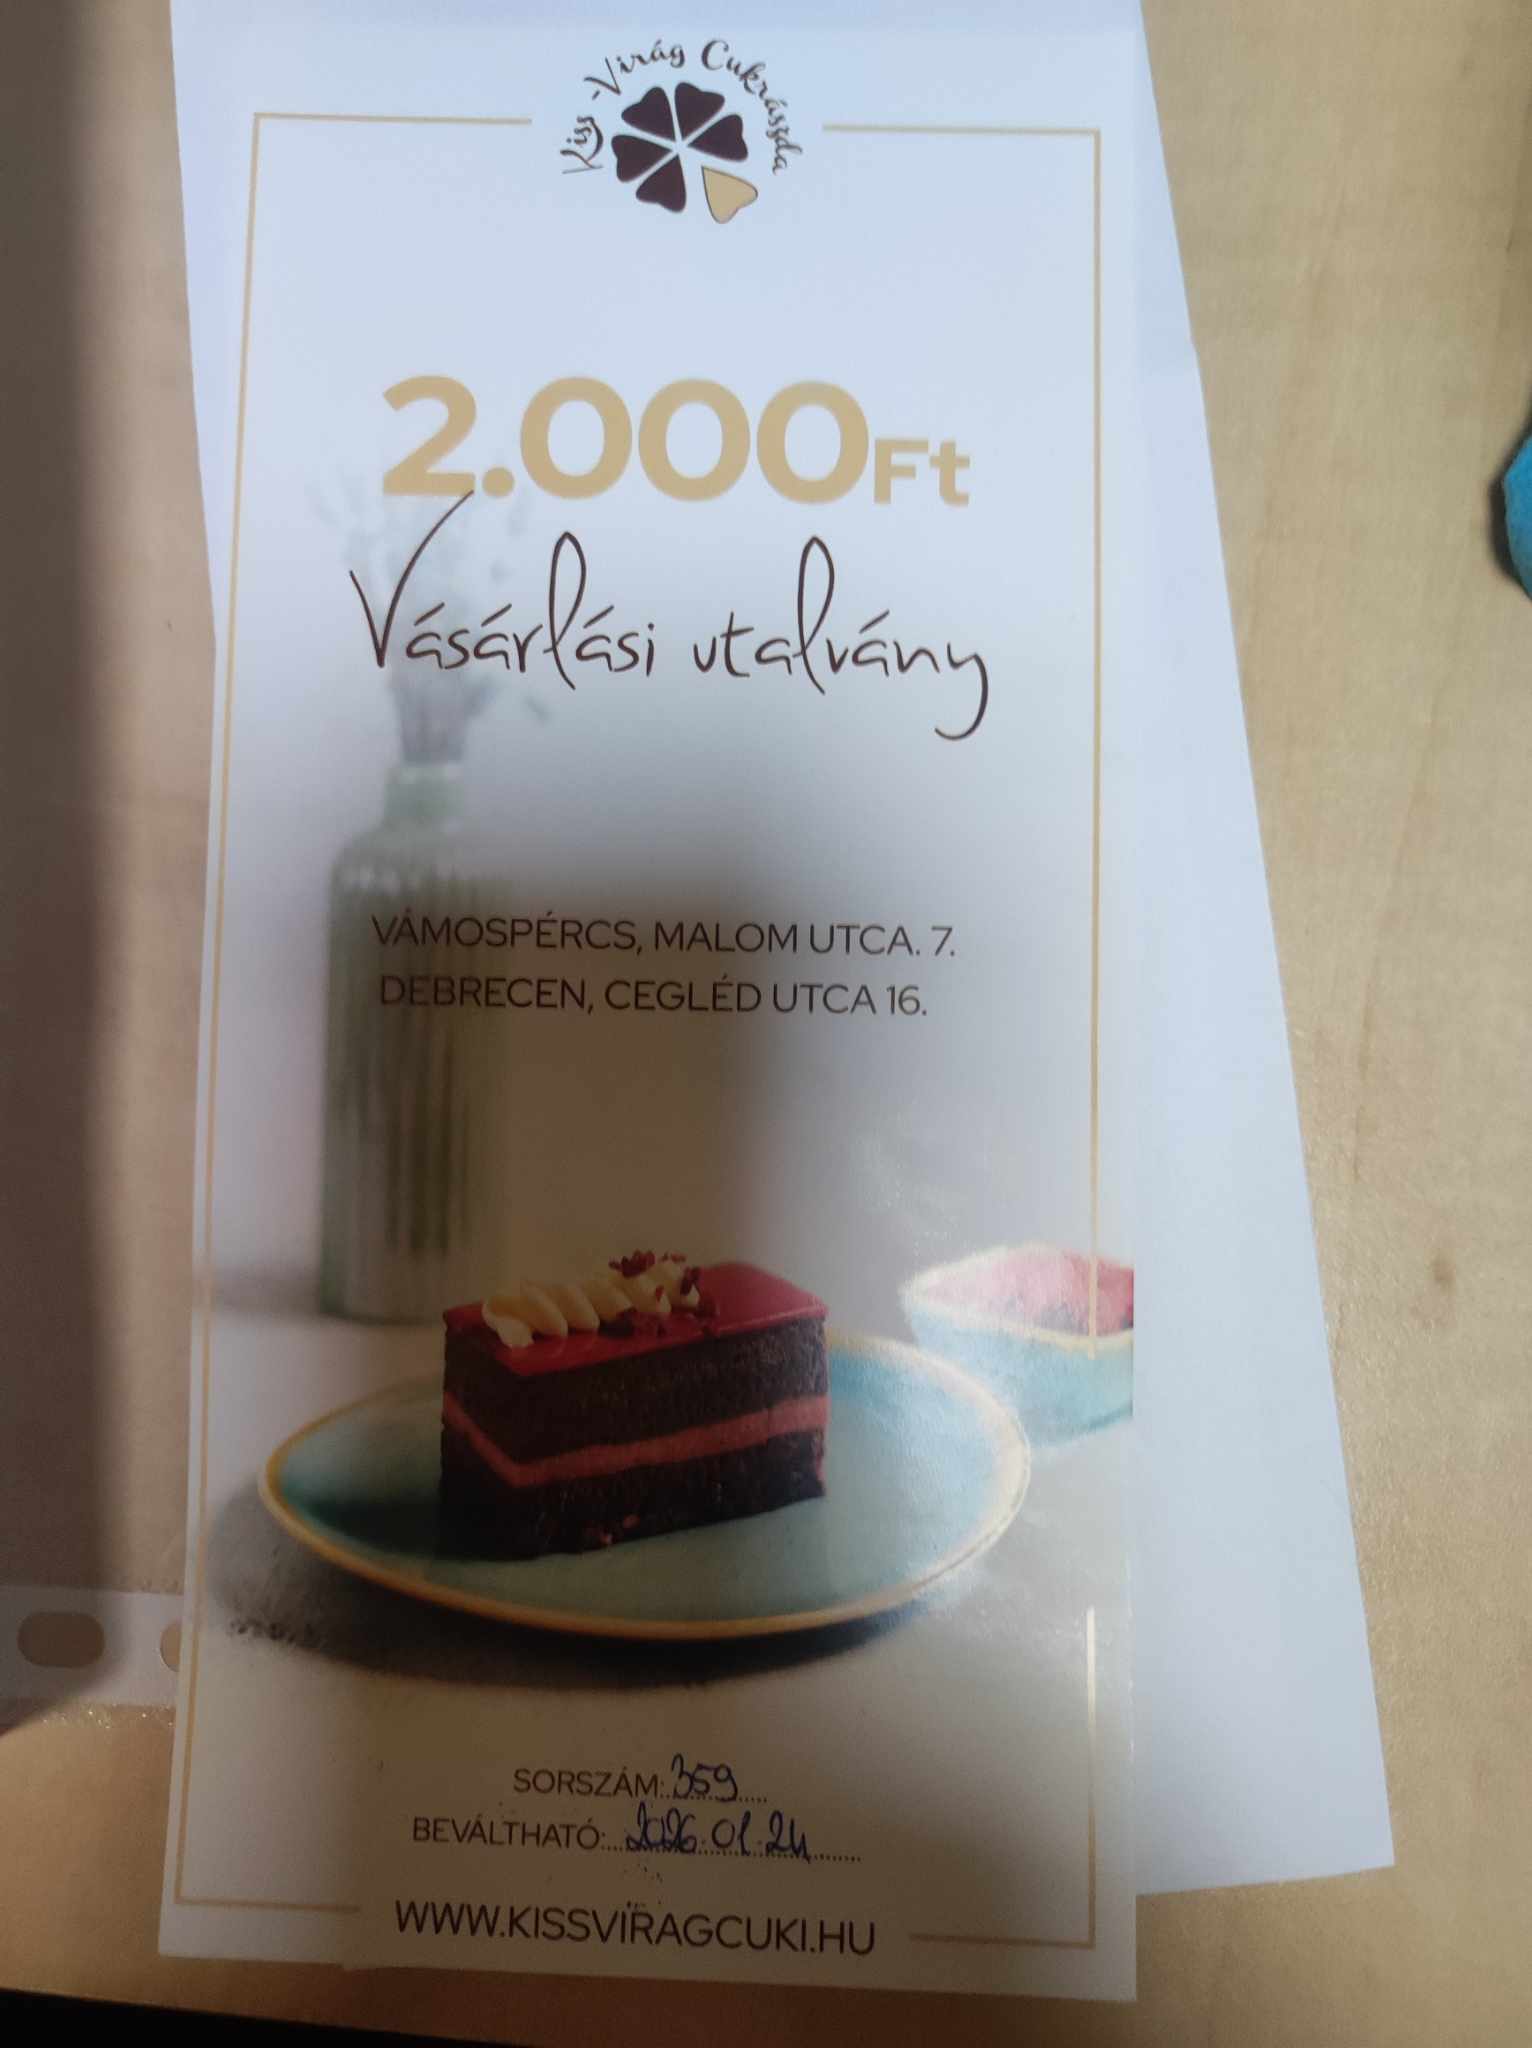 Kiss-Virág Cukrászda
2.000Ft
Vásárlási utalvány
VÁMOSPÉRCS, MALOM UTCA. 7.
DEBRECEN, CEGLÉD UTCA 16.
SORSZÁM: 359
BEVÁLTHATÓ: 2026.01.24
WWW.KISSVIRAGCUKI.HU